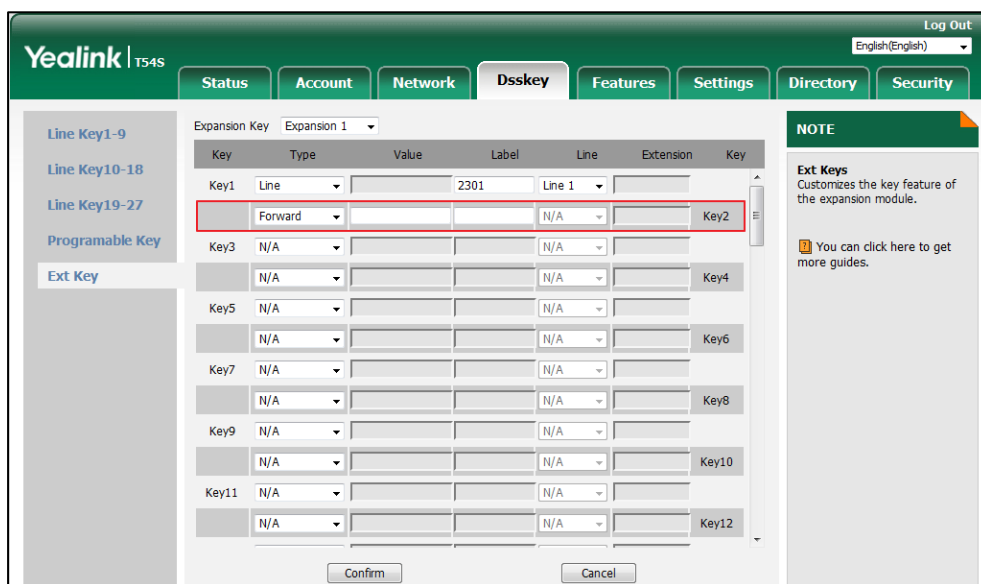 Log Out
Yealink | T54S
English(English)
Status Account Network Dsskey Features Settings Directory Security
Line Key1-9
Line Key10-18
Line Key19-27
Programable Key
Ext Key
Expansion Key Expansion 1
Key Type Value Label Line Extension Key
Key1 Line 2301 Line 1
Forward N/A Key2
Key3 N/A N/A
N/A N/A Key4
Key5 N/A N/A
N/A N/A Key6
Key7 N/A N/A
N/A N/A Key8
Key9 N/A N/A
N/A N/A Key10
Key11 N/A N/A
N/A N/A Key12
Confirm Cancel
NOTE
Ext Keys
Customizes the key feature of
the expansion module.
? You can click here to get
more guides.